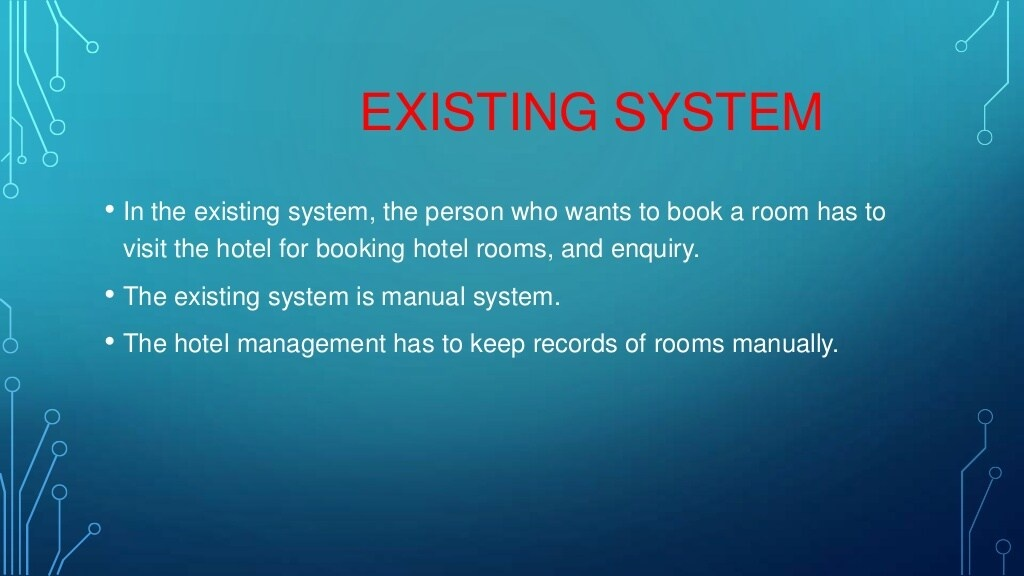 EXISTING SYSTEM
• In the existing system, the person who wants to book a room has to
visit the hotel for booking hotel rooms, and enquiry.
• The existing system is manual system.
• The hotel management has to keep records of rooms manually.